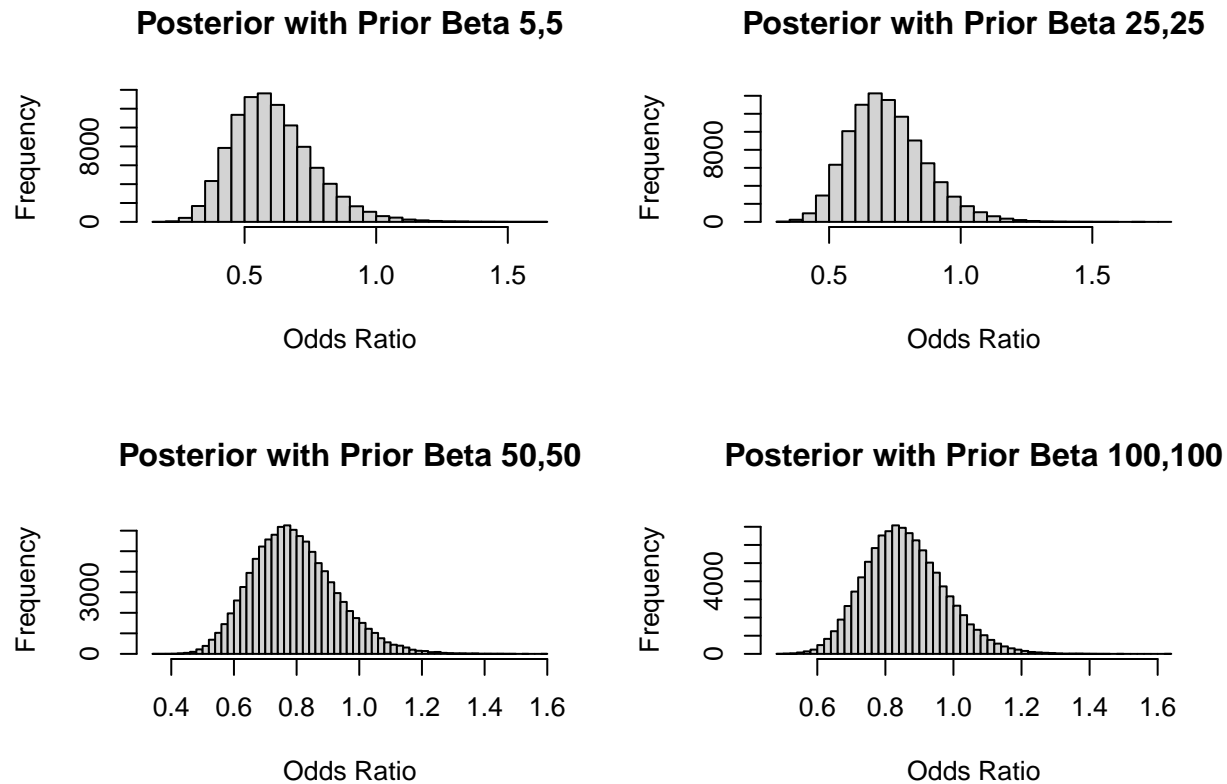 Posterior with Prior Beta 5,5
Frequency
0 8000
0.5 1.0 1.5
Odds Ratio
Posterior with Prior Beta 25,25
Frequency
0 8000
0.5 1.0 1.5
Odds Ratio
Posterior with Prior Beta 50,50
Frequency
0 3000
0.4 0.6 0.8 1.0 1.2 1.4 1.6
Odds Ratio
Posterior with Prior Beta 100,100
Frequency
0 4000
0.6 0.8 1.0 1.2 1.4 1.6
Odds Ratio